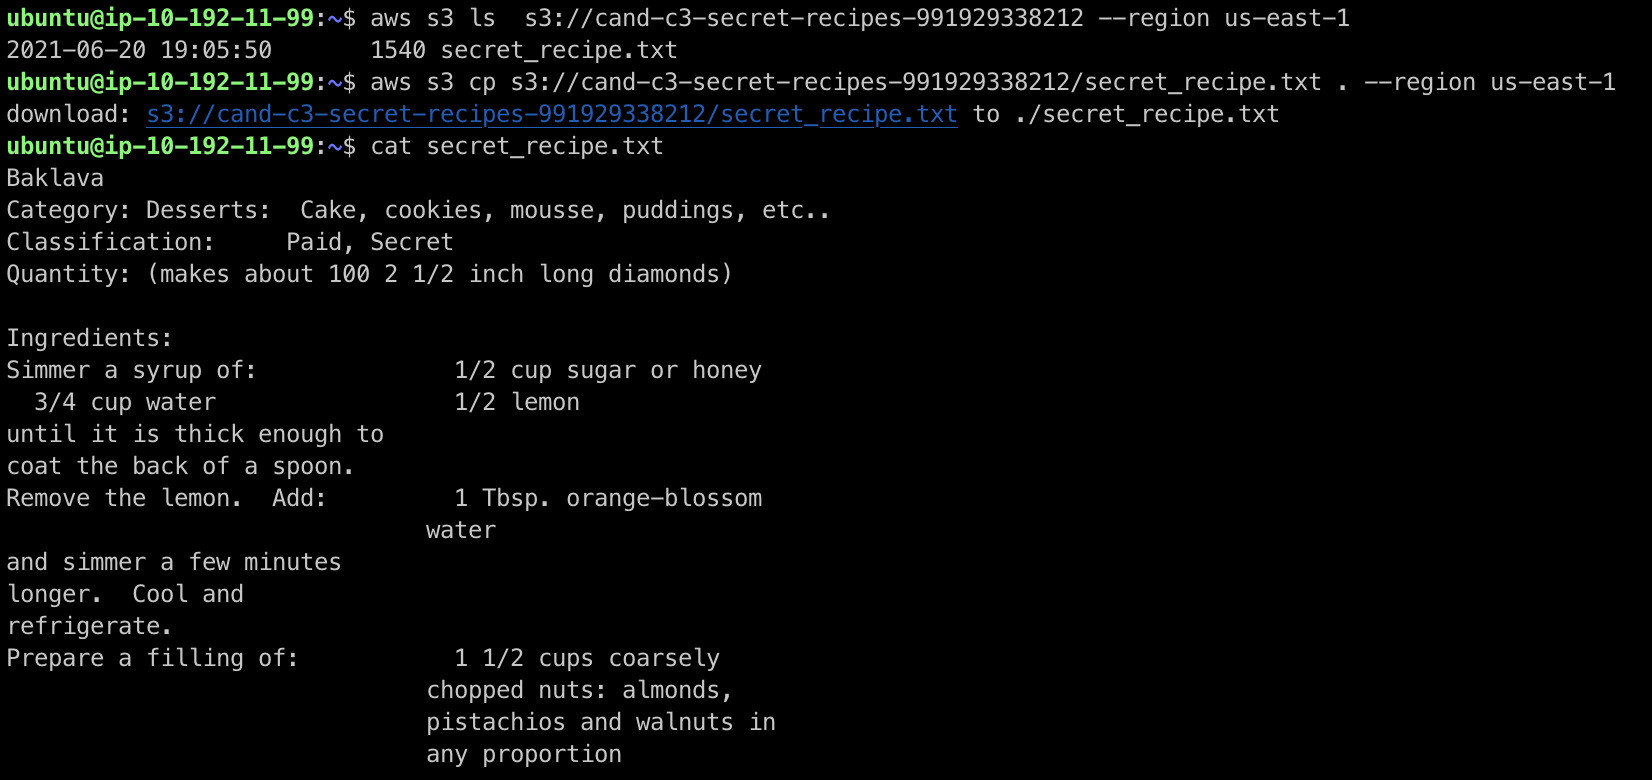 ubuntu@ip-10-192-11-99:~$ aws s3 ls  s3://cand-c3-secret-recipes-991929338212 --region us-east-1
2021-06-20 19:05:50       1540 secret_recipe.txt
ubuntu@ip-10-192-11-99:~$ aws s3 cp s3://cand-c3-secret-recipes-991929338212/secret_recipe.txt . --region us-east-1
download: s3://cand-c3-secret-recipes-991929338212/secret_recipe.txt to ./secret_recipe.txt
ubuntu@ip-10-192-11-99:~$ cat secret_recipe.txt
Baklava
Category: Desserts:  Cake, cookies, mousse, puddings, etc..
Classification:     Paid, Secret
Quantity: (makes about 100 2 1/2 inch long diamonds)

Ingredients:
Simmer a syrup of:              1/2 cup sugar or honey
  3/4 cup water                 1/2 lemon
until it is thick enough to
coat the back of a spoon.
Remove the lemon.  Add:         1 Tbsp. orange-blossom
                              water
and simmer a few minutes
longer.  Cool and
refrigerate.
Prepare a filling of:           1 1/2 cups coarsely
                              chopped nuts: almonds,
                              pistachios and walnuts in
                              any proportion